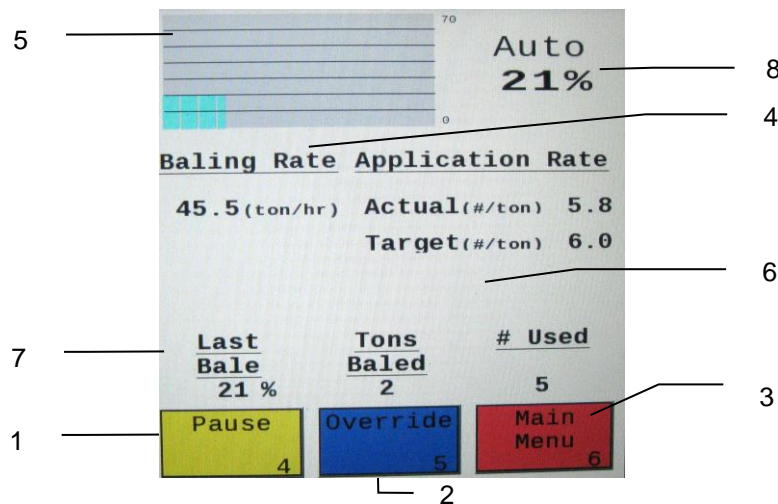 5
70
Auto
8
21%
0
4
Baling Rate Application Rate
45.5(ton/hr) Actual(#/ton) 5.8
Target(#/ton) 6.0
6
7
Last Bale
Tons Baled
# Used
21 %
2
5
3
1
Pause
4
Override
5
Main
Menu
6
2